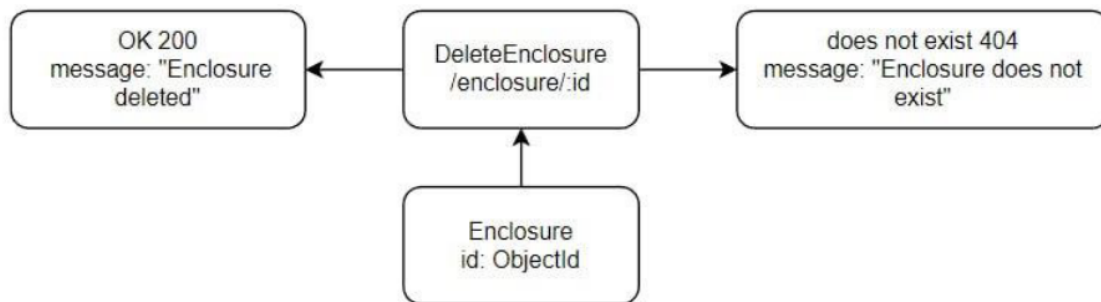 OK 200
message: "Enclosure
deleted"
DeleteEnclosure
/enclosure/:id
does not exist 404
message: "Enclosure does not
exist"
Enclosure
id: ObjectId